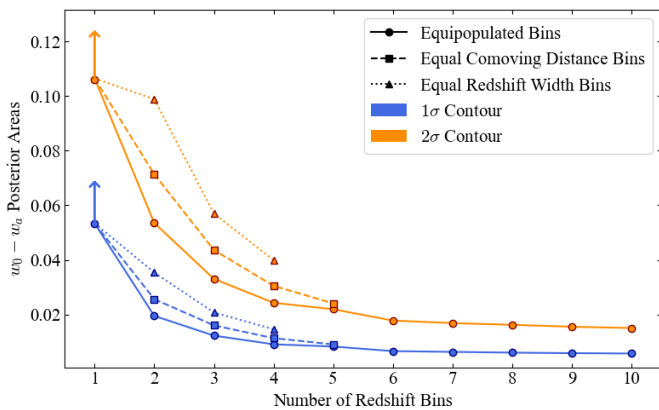 0.12
0.10
0.08
0.06
0.04
0.02
w₀ − wₐ Posterior Areas
Equipopulated Bins
Equal Comoving Distance Bins
Equal Redshift Width Bins
1σ Contour
2σ Contour
1 2 3 4 5 6 7 8 9 10
Number of Redshift Bins